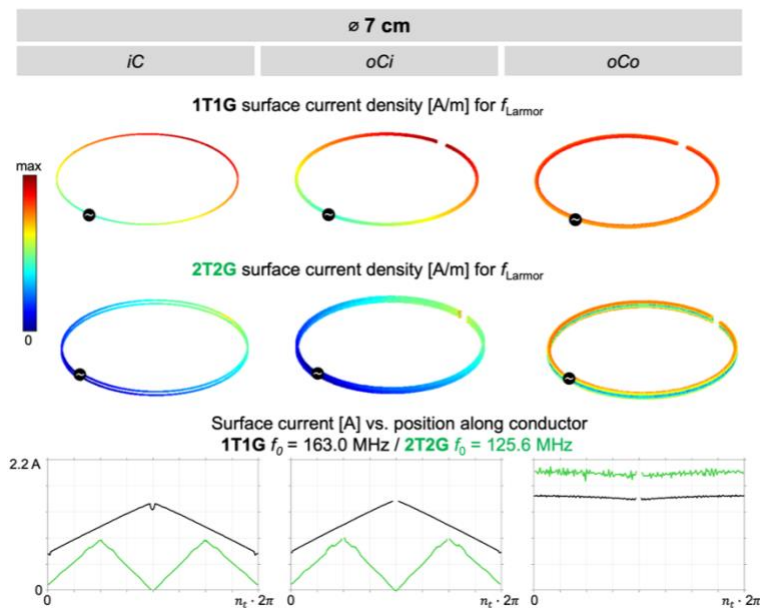 ⌀ 7 cm
iC oCi oCo
1T1G surface current density [A/m] for f_Larmor
max
~ ~ ~
2T2G surface current density [A/m] for f_Larmor
0
~ ~ ~
Surface current [A] vs. position along conductor
1T1G f₀ = 163.0 MHz / 2T2G f₀ = 125.6 MHz
2.2 A
0
0 nₜ · 2π 0 nₜ · 2π 0 nₜ · 2π